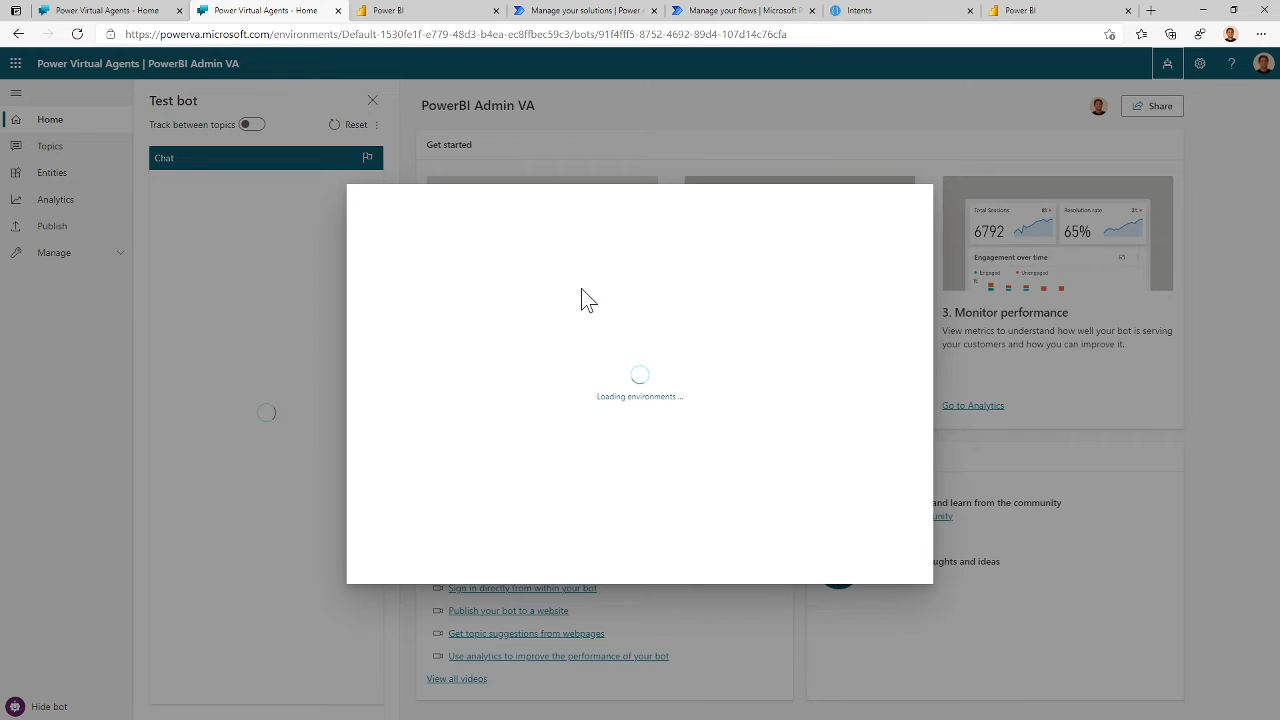 Power Virtual Agents - Home
Power Virtual Agents - Home
Power BI
Manage your solutions | Power
Manage your flows | Microsoft P
Intents
Power BI
https://powerva.microsoft.com/environments/Default-1530fe1f-e779-48d3-b4ea-ec8ffbec59c3/bots/91f4fff5-8752-4692-89d4-107d14c76cfa
Power Virtual Agents | PowerBI Admin VA
Home
Topics
Entities
Analytics
Publish
Manage
Hide bot
Test bot
Track between topics
Reset
Chat
PowerBI Admin VA
Share
Get started
Total Sessions
6792
Resolution rate
65%
Engagement over time
Engaged
Unengaged
3. Monitor performance
View metrics to understand how well your bot is serving
your customers and how you can improve it.
Go to Analytics
Loading environments ...
and learn from the community
unity
oughts and ideas
Sign in directly from within your bot
Publish your bot to a website
Get topic suggestions from webpages
Use analytics to improve the performance of your bot
View all videos